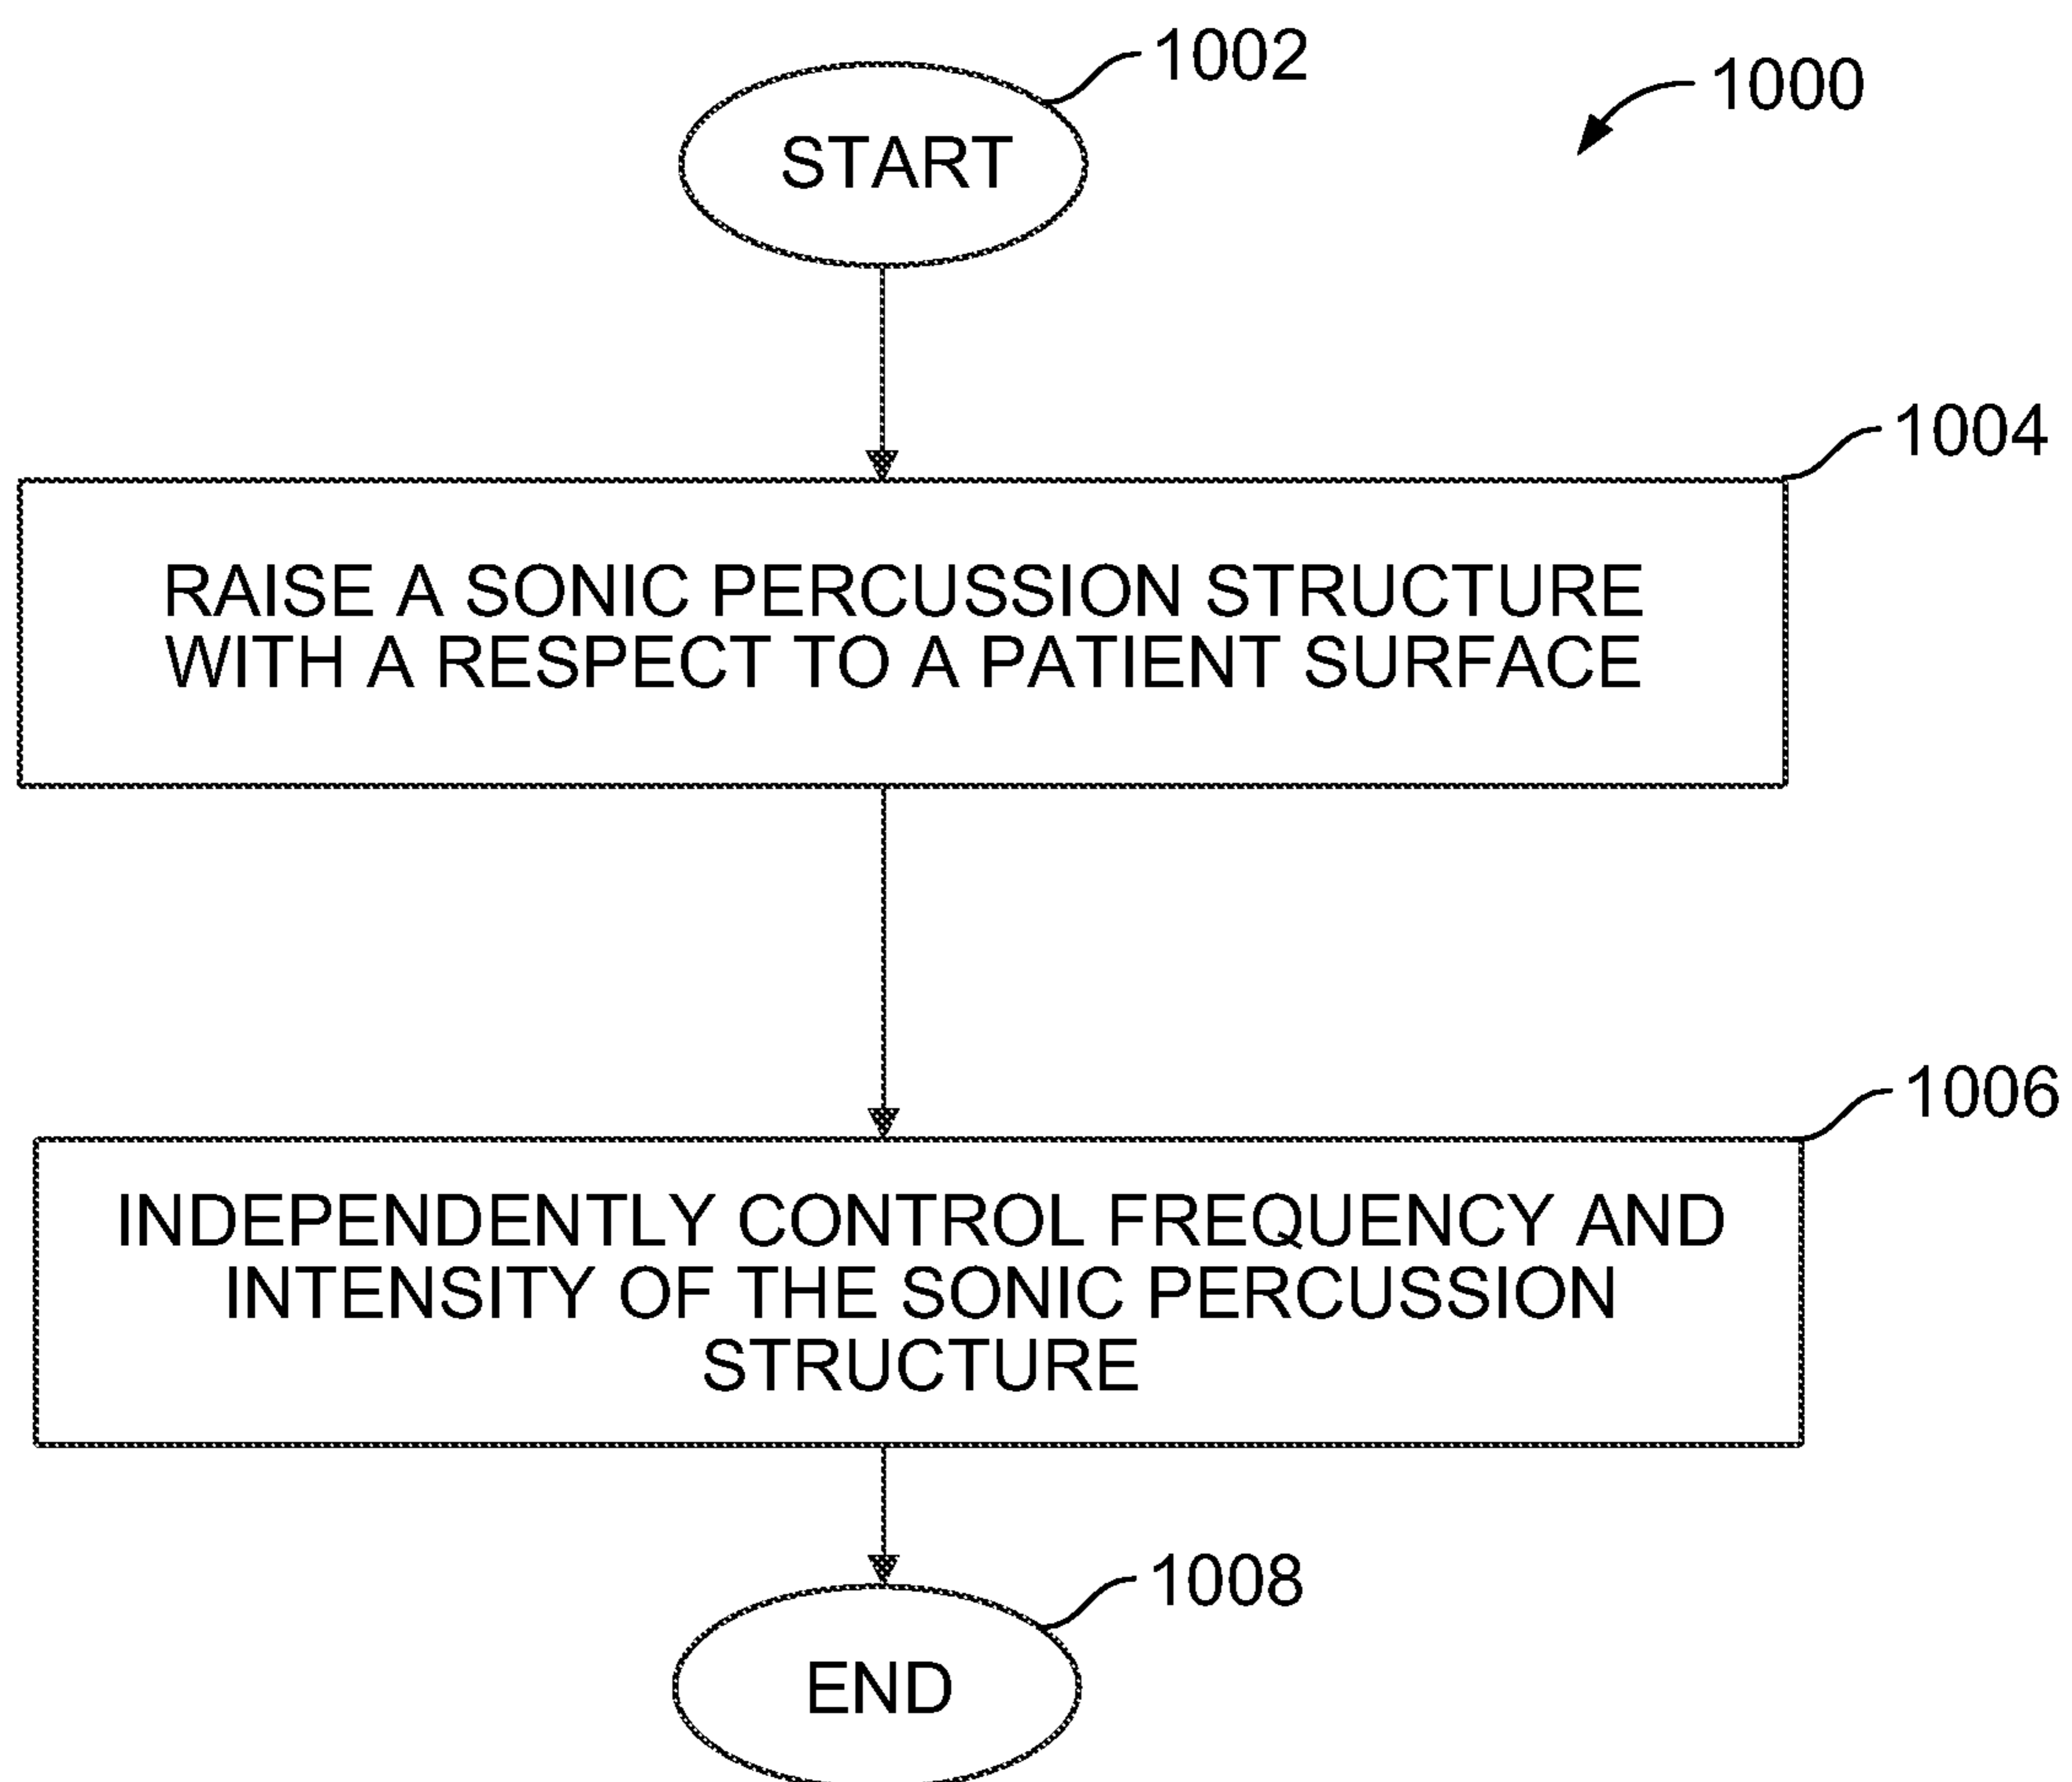 1002
1000
START
1004
RAISE A SONIC PERCUSSION STRUCTURE
WITH A RESPECT TO A PATIENT SURFACE
1006
INDEPENDENTLY CONTROL FREQUENCY AND
INTENSITY OF THE SONIC PERCUSSION
STRUCTURE
1008
END